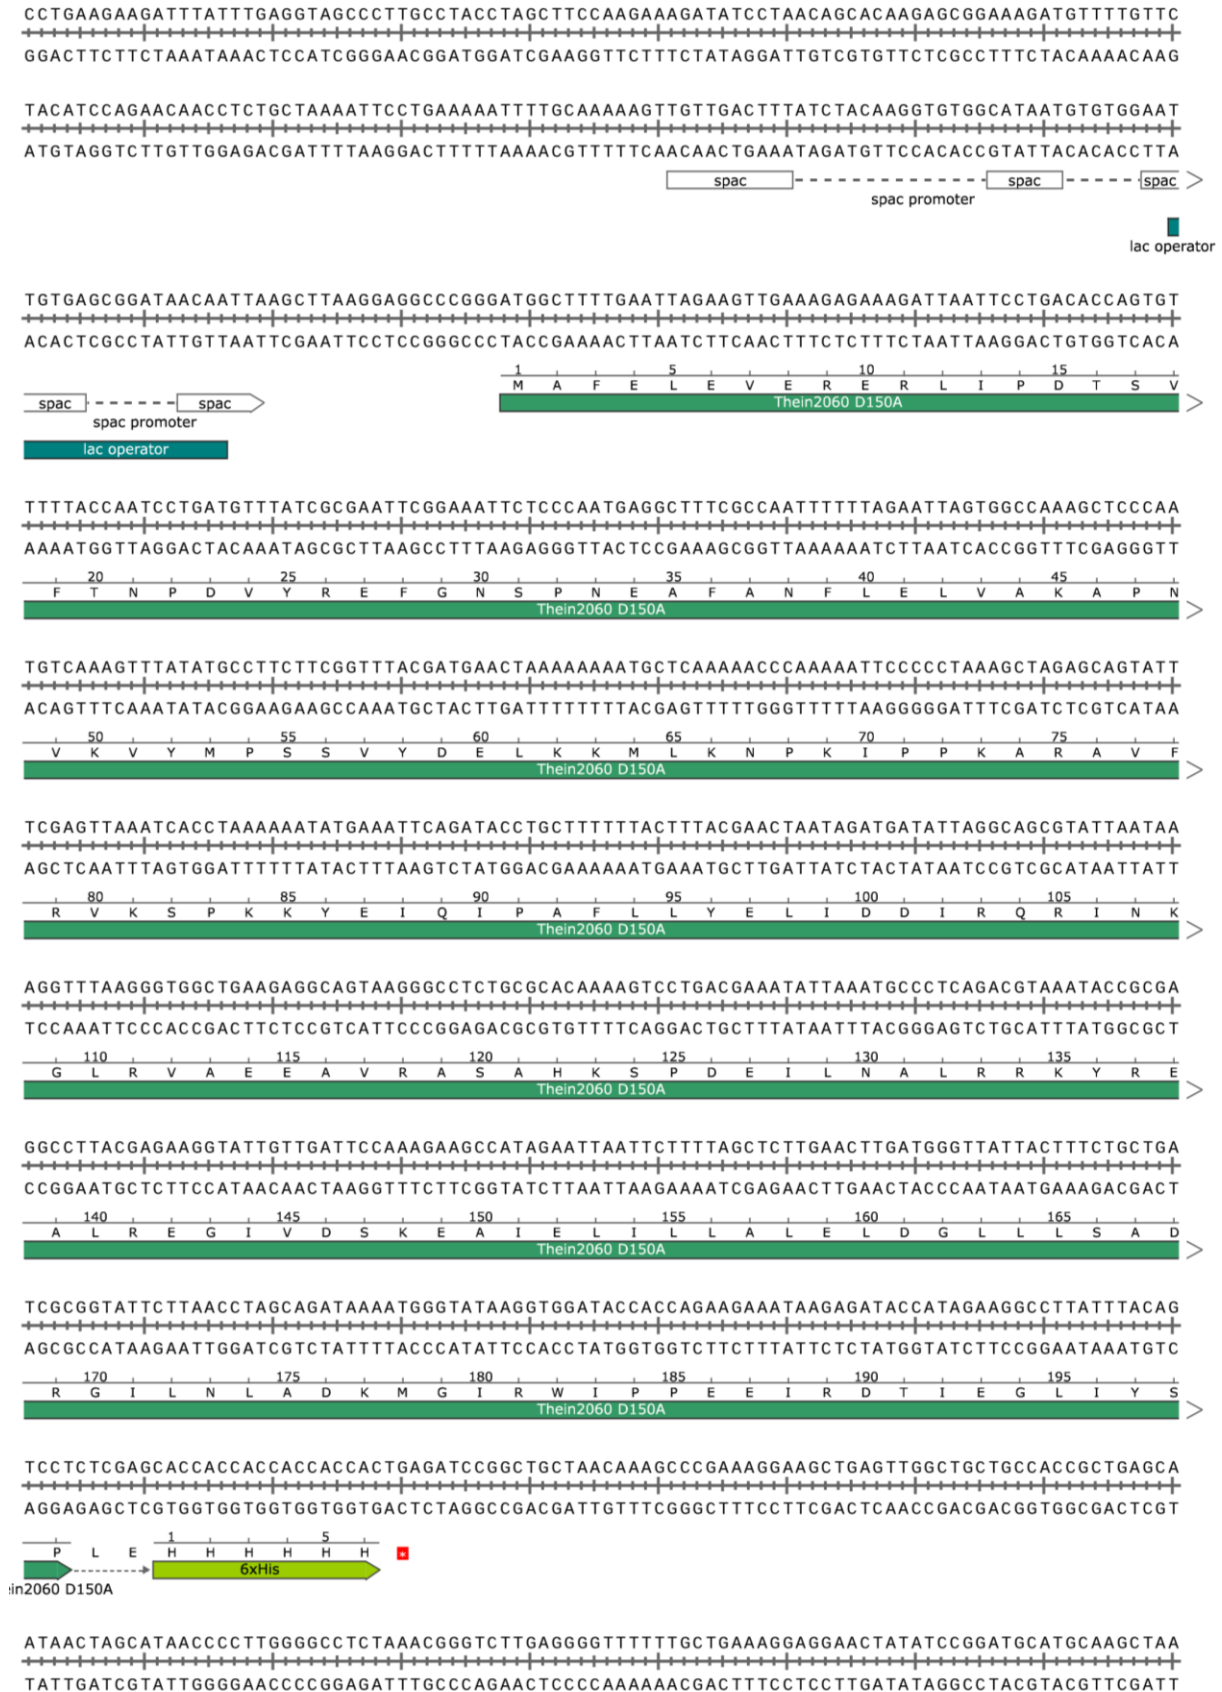 CCTGAAGAAGATTTATTTGAGGTAGCCCTTGCCTACCTAGCTTCCAAGAAAGATATCCTAACAGCACAAGAGCGGAAAGATGTTTTGTTC
GGACTTCTTCTAAATAAACTCCATCGGGAACGGATGGATCGAAGGTTCTTTCTATAGGATTGTCGTGTTCTCGCCTTTCTACAAAACAAG
TACATCCAGAACAACCTCTGCTAAAATTCCTGAAAAATTTTGCAAAAAGTTGTTGACTTTATCTACAAGGTGTGGCATAATGTGTGGAAT
ATGTAGGTCTTGTTGGAGACGATTTTAAGGACTTTTTAAAACGTTTTTCAACAACTGAAATAGATGTTCCACACCGTATTACACACCTTA
spac spac spac
spac promoter
lac operator
TGTGAGCGGATAACAATTAAGCTTAAGGAGGCCCGGGATGGCTTTTGAATTAGAAGTTGAAAGAGAAAGATTAATTCCTGACACCAGTGT
ACACTCGCCTATTGTTAATTCGAATTCCTCCGGGCCCTACCGAAAACTTAATCTTCAACTTTCTCTTTCTAATTAAGGACTGTGGTCACA
1 5 10 15
M A F E L E V E R E R L I P D T S V
spac spac Thein2060 D150A
spac promoter
lac operator
TTTTACCAATCCTGATGTTTATCGCGAATTCGGAAATTCTCCCAATGAGGCTTTCGCCAATTTTTTAGAATTAGTGGCCAAAGCTCCCAA
AAAATGGTTAGGACTACAAATAGCGCTTAAGCCTTTAAGAGGGTTACTCCGAAAGCGGTTAAAAAATCTTAATCACCGGTTTCGAGGGTT
20 25 30 35 40 45
F T N P D V Y R E F G N S P N E A F A N F L E L V A K A P N
Thein2060 D150A
TGTCAAAGTTTATATGCCTTCTTCGGTTTACGATGAACTAAAAAAAATGCTCAAAAACCCAAAAATTCCCCCTAAAGCTAGAGCAGTATT
ACAGTTTCAAATATACGGAAGAAGCCAAATGCTACTTGATTTTTTTTACGAGTTTTTGGGTTTTTAAGGGGGATTTCGATCTCGTCATAA
50 55 60 65 70 75
V K V Y M P S S V Y D E L K K M L K N P K I P P K A R A V F
Thein2060 D150A
TCGAGTTAAATCACCTAAAAAATATGAAATTCAGATACCTGCTTTTTTACTTTACGAACTAATAGATGATATTAGGCAGCGTATTAATAA
AGCTCAATTTAGTGGATTTTTTATACTTTAAGTCTATGGACGAAAAAATGAAATGCTTGATTATCTACTATAATCCGTCGCATAATTATT
80 85 90 95 100 105
R V K S P K K Y E I Q I P A F L L Y E L I D D I R Q R I N K
Thein2060 D150A
AGGTTTAAGGGTGGCTGAAGAGGCAGTAAGGGCCTCTGCGCACAAAAGTCCTGACGAAATATTAAATGCCCTCAGACGTAAATACCGCGA
TCCAAATTCCCACCGACTTCTCCGTCATTCCCGGAGACGCGTGTTTTCAGGACTGCTTTATAATTTACGGGAGTCTGCATTTATGGCGCT
110 115 120 125 130 135
G L R V A E E A V R A S A H K S P D E I L N A L R R K Y R E
Thein2060 D150A
GGCCTTACGAGAAGGTATTGTTGATTCCAAAGAAGCCATAGAATTAATTCTTTTAGCTCTTGAACTTGATGGGTTATTACTTTCTGCTGA
CCGGAATGCTCTTCCATAACAACTAAGGTTTCTTCGGTATCTTAATTAAGAAAATCGAGAACTTGAACTACCCAATAATGAAAGACGACT
140 145 150 155 160 165
A L R E G I V D S K E A I E L I L L A L E L D G L L L S A D
Thein2060 D150A
TCGCGGTATTCTTAACCTAGCAGATAAAATGGGTATAAGGTGGATACCACCAGAAGAAATAAGAGATACCATAGAAGGCCTTATTTACAG
AGCGCCATAAGAATTGGATCGTCTATTTTACCCATATTCCACCTATGGTGGTCTTCTTTATTCTCTATGGTATCTTCCGGAATAAATGTC
170 175 180 185 190 195
R G I L N L A D K M G I R W I P P E E I R D T I E G L I Y S
Thein2060 D150A
TCCTCTCGAGCACCACCACCACCACCACTGAGATCCGGCTGCTAACAAAGCCCGAAAGGAAGCTGAGTTGGCTGCTGCCACCGCTGAGCA
AGGAGAGCTCGTGGTGGTGGTGGTGGTGACTCTAGGCCGACGATTGTTTCGGGCTTTCCTTCGACTCAACCGACGACGGTGGCGACTCGT
1 5
P L E H H H H H H *
6xHis
in2060 D150A
ATAACTAGCATAACCCCTTGGGGCCTCTAAACGGGTCTTGAGGGGTTTTTTGCTGAAAGGAGGAACTATATCCGGATGCATGCAAGCTAA
TATTGATCGTATTGGGGAACCCCGGAGATTTGCCCAGAACTCCCCAAAAAACGACTTTCCTCCTTGATATAGGCCTACGTACGTTCGATT